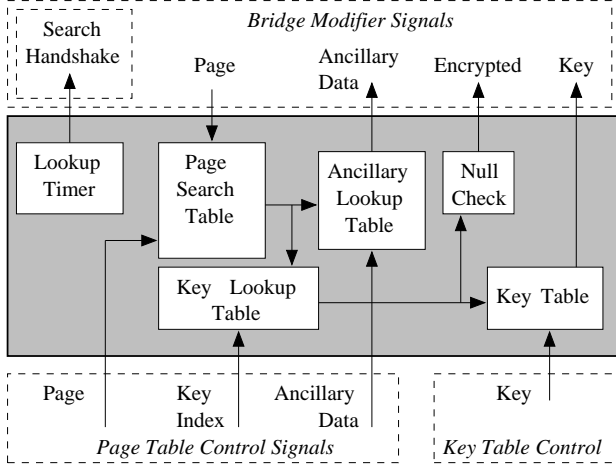 Bridge Modifier Signals
Search
Handshake
Page
Ancillary
Data
Encrypted
Key
Lookup
Timer
Page
Search
Table
Ancillary
Lookup
Table
Null
Check
Key Lookup
Table
Key Table
Page
Key
Index
Ancillary
Data
Key
Page Table Control Signals
Key Table Control